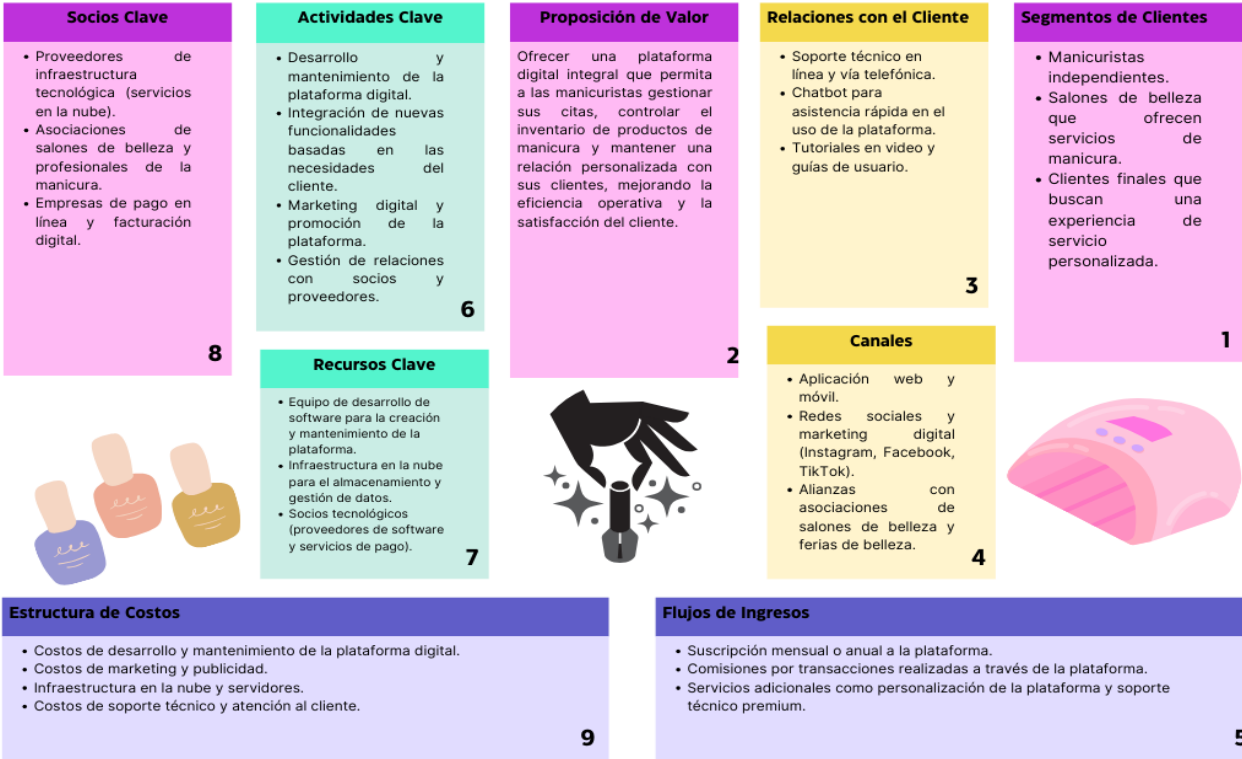 Socios Clave
• Proveedores de
infraestructura
tecnológica (servicios
en la nube).
• Asociaciones de
salones de belleza y
profesionales de la
manicura.
• Empresas de pago en
línea y facturación
digital.
8
Actividades Clave
• Desarrollo y
mantenimiento de la
plataforma digital.
• Integración de nuevas
funcionalidades
basadas en las
necesidades del
cliente.
• Marketing digital y
promoción de la
plataforma.
• Gestión de relaciones
con socios y
proveedores.
6
Recursos Clave
• Equipo de desarrollo de
software para la creación
y mantenimiento de la
plataforma.
• Infraestructura en la nube
para el almacenamiento y
gestión de datos.
• Socios tecnológicos
(proveedores de software
y servicios de pago).
7
Proposición de Valor
Ofrecer una plataforma
digital integral que permita
a las manicuristas gestionar
sus citas, controlar el
inventario de productos de
manicura y mantener una
relación personalizada con
sus clientes, mejorando la
eficiencia operativa y la
satisfacción del cliente.
2
Relaciones con el Cliente
• Soporte técnico en
línea y vía telefónica.
• Chatbot para
asistencia rápida en el
uso de la plataforma.
• Tutoriales en video y
guías de usuario.
3
Canales
• Aplicación web y
móvil.
• Redes sociales y
marketing digital
(Instagram, Facebook,
TikTok).
• Alianzas con
asociaciones de
salones de belleza y
ferias de belleza.
4
Segmentos de Clientes
• Manicuristas
independientes.
• Salones de belleza
que ofrecen
servicios de
manicura.
• Clientes finales que
buscan una
experiencia de
servicio
personalizada.
1
Estructura de Costos
• Costos de desarrollo y mantenimiento de la plataforma digital.
• Costos de marketing y publicidad.
• Infraestructura en la nube y servidores.
• Costos de soporte técnico y atención al cliente.
9
Flujos de Ingresos
• Suscripción mensual o anual a la plataforma.
• Comisiones por transacciones realizadas a través de la plataforma.
• Servicios adicionales como personalización de la plataforma y soporte
técnico premium.
5